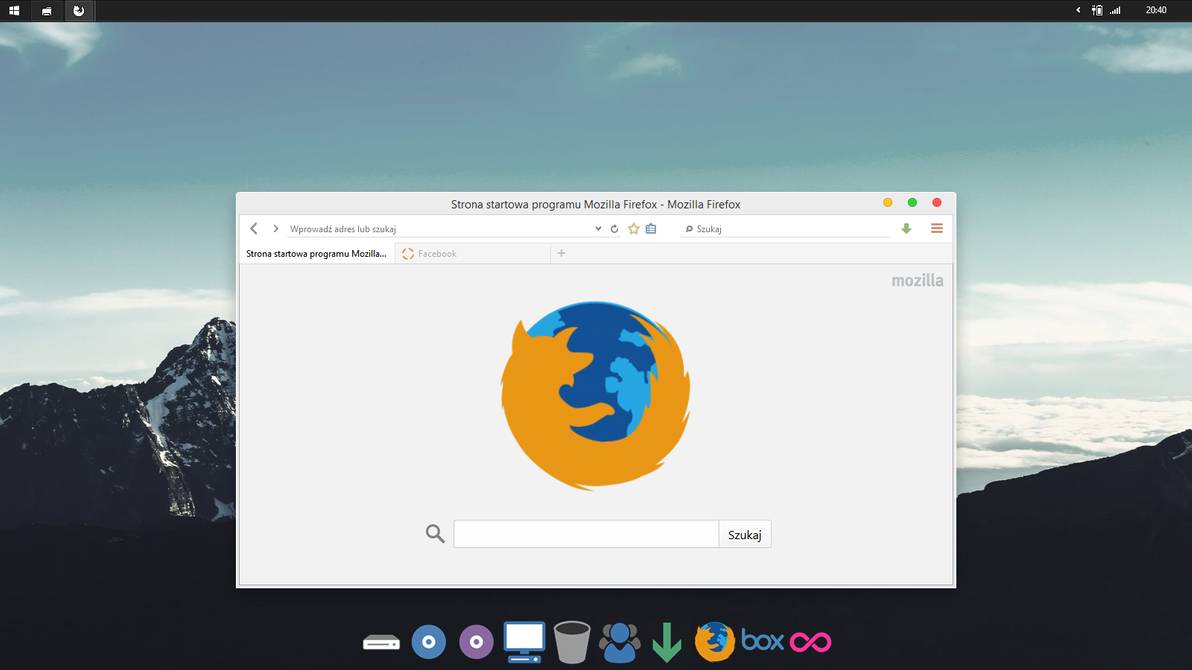 20:40
Strona startowa programu Mozilla Firefox - Mozilla Firefox
Wprowadź adres lub szukaj
Szukaj
Strona startowa programu Mozilla...
Facebook
mozilla
Szukaj
box